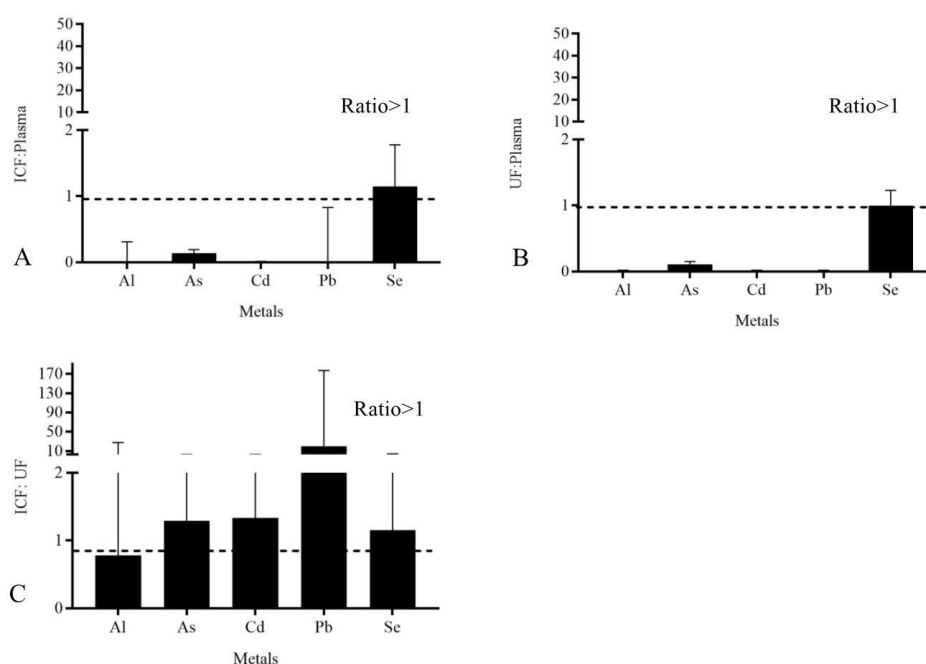 50
40
30
20
10
2
1
0
ICF:Plasma
Ratio>1
Al As Cd Pb Se
Metals
A
50
40
30
20
10
2
1
0
UF:Plasma
Ratio>1
Al As Cd Pb Se
Metals
B
170
130
90
50
10
2
1
0
ICF: UF
Ratio>1
Al As Cd Pb Se
Metals
C